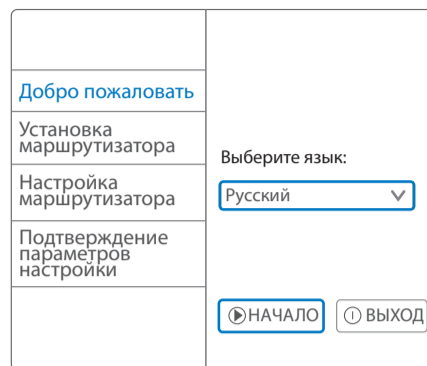 Добро пожаловать
Установка
маршрутизатора
Настройка
маршрутизатора
Подтверждение
параметров
настройки
Выберите язык:
Русский
НАЧАЛО
ВЫХОД